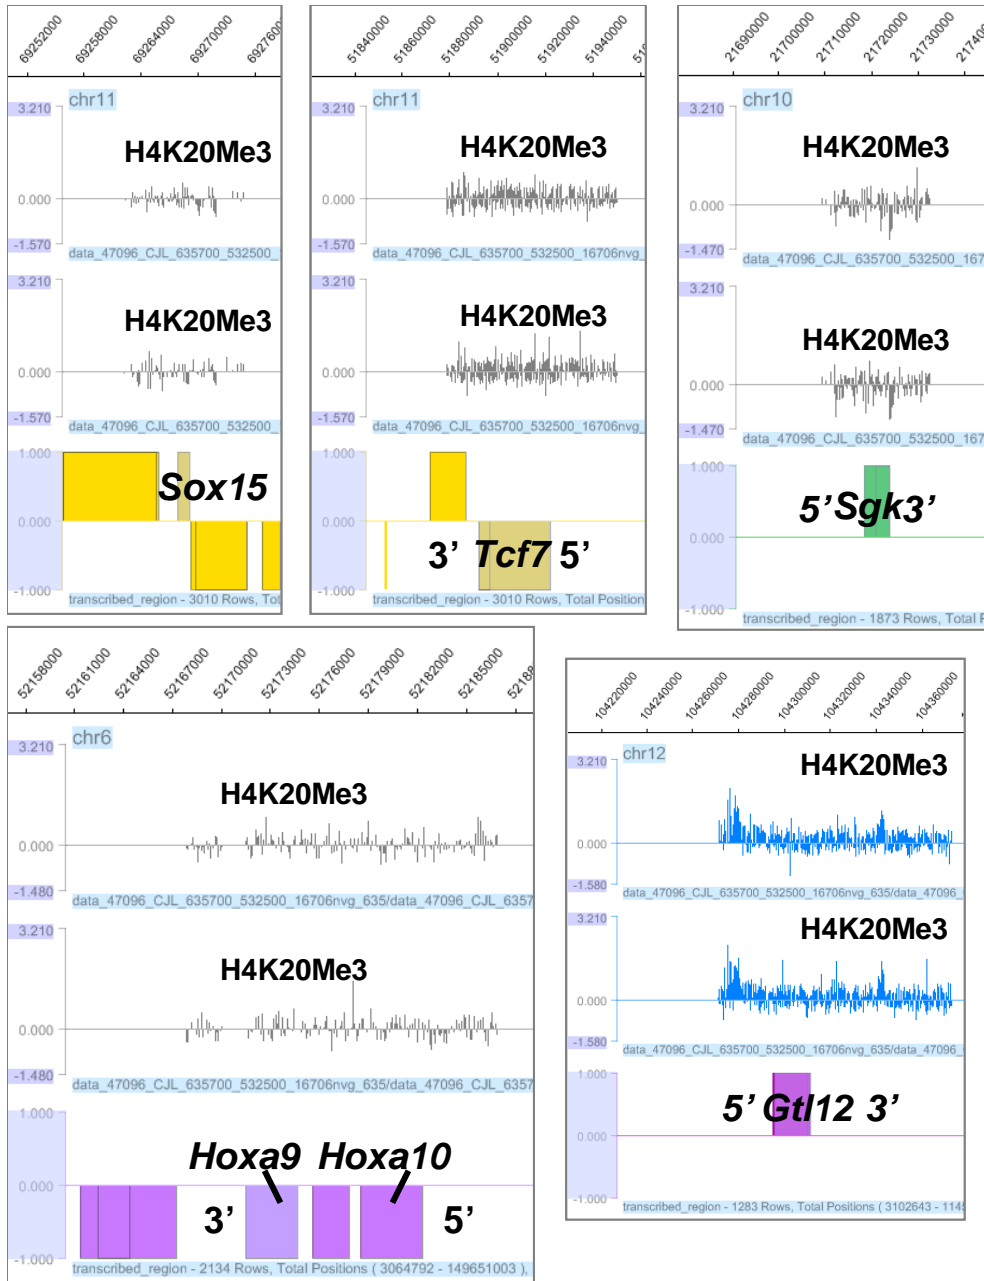 69252000 69258000 69264000 69270000 69276000
chr11
3.210
H4K20Me3
0.000
-1.570
data_47096_CJL_635700_532500_
3.210
H4K20Me3
0.000
-1.570
data_47096_CJL_635700_532500_
1.000
Sox15
0.000
-1.000
transcribed_region - 3010 Rows, Tot
51840000 51860000 51880000 51900000 51920000 51940000
chr11
3.210
H4K20Me3
0.000
-1.570
data_47096_CJL_635700_532500_16706nvg_
3.210
H4K20Me3
0.000
-1.570
data_47096_CJL_635700_532500_16706nvg_
1.000
0.000
3’ Tcf7 5’
-1.000
transcribed_region - 3010 Rows, Total Position
21690000 21700000 21710000 21720000 21730000 21740
chr10
3.210
H4K20Me3
0.000
-1.470
data_47096_CJL_635700_532500_167
3.210
H4K20Me3
0.000
-1.470
data_47096_CJL_635700_532500_167
1.000
5’ Sgk 3’
0.000
-1.000
transcribed_region - 1873 Rows, Total P
52158000 52161000 52164000 52167000 52170000 52173000 52176000 52179000 52182000 52185000 52188
chr6
3.210
H4K20Me3
0.000
-1.480
data_47096_CJL_635700_532500_16706nvg_635/data_47096_CJL_6357
3.210
H4K20Me3
0.000
-1.480
data_47096_CJL_635700_532500_16706nvg_635/data_47096_CJL_6357
1.000
Hoxa9 Hoxa10
0.000
3’ 5’
-1.000
transcribed_region - 2134 Rows, Total Positions ( 3064792 - 149651003 ),
104220000 104240000 104260000 104280000 104300000 104320000 104340000 104360000
chr12
3.210
H4K20Me3
0.000
-1.580
data_47096_CJL_635700_532500_16706nvg_635/data_47096_
3.210
H4K20Me3
0.000
-1.580
data_47096_CJL_635700_532500_16706nvg_635/data_47096_
1.000
5’ Gtl12 3’
0.000
-1.000
transcribed_region - 1283 Rows, Total Positions ( 3102643 - 1145